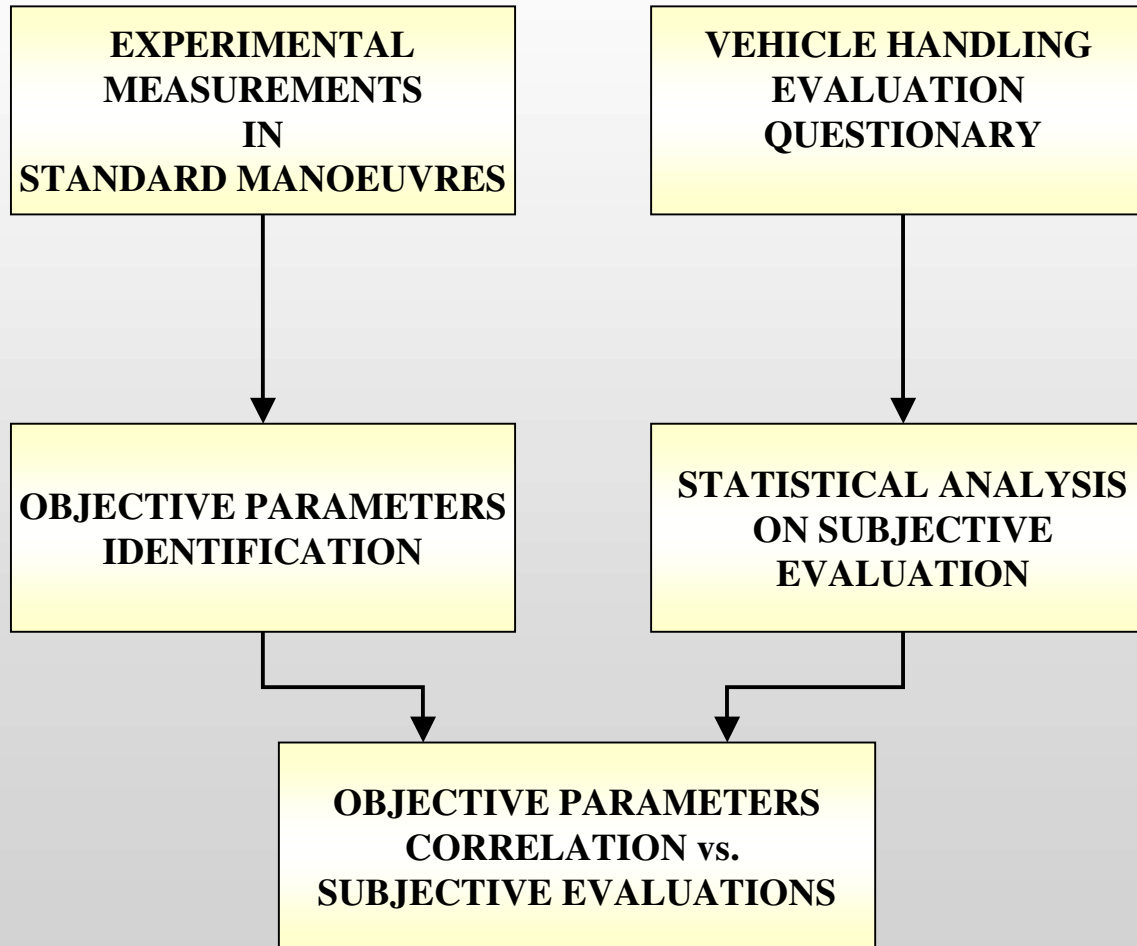 EXPERIMENTAL
MEASUREMENTS
IN
STANDARD MANOEUVRES
VEHICLE HANDLING
EVALUATION
QUESTIONARY
OBJECTIVE PARAMETERS
IDENTIFICATION
STATISTICAL ANALYSIS
ON SUBJECTIVE
EVALUATION
OBJECTIVE PARAMETERS
CORRELATION vs.
SUBJECTIVE EVALUATIONS